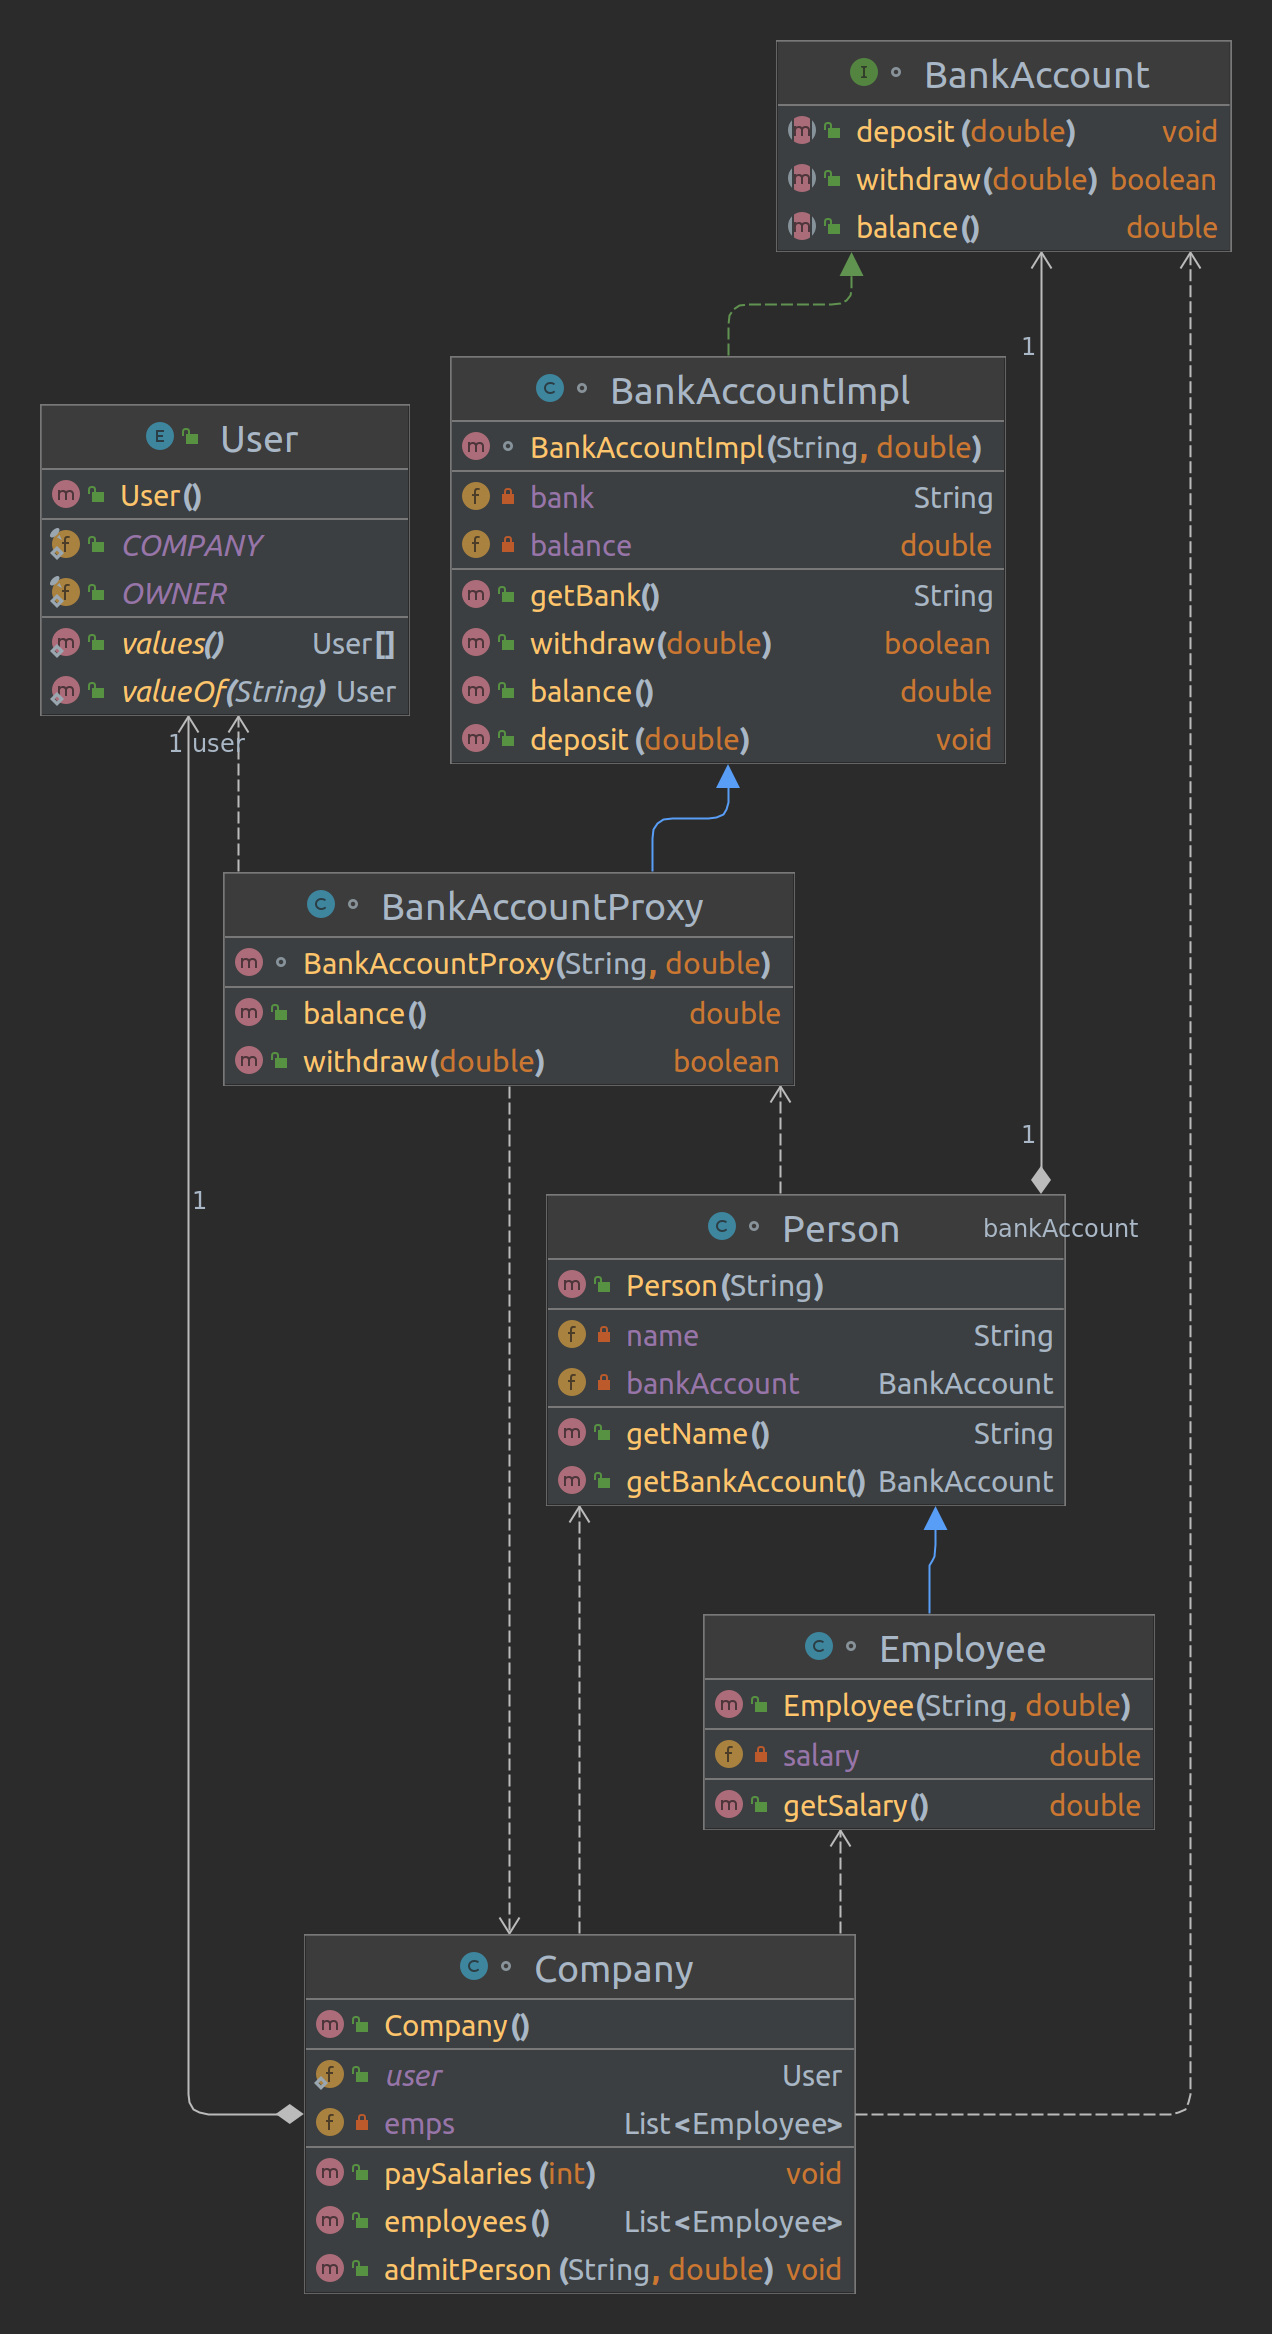 BankAccount
deposit(double) void
withdraw(double) boolean
balance() double
1
BankAccountImpl
BankAccountImpl(String, double)
bank String
balance double
getBank() String
withdraw(double) boolean
balance() double
deposit(double) void
User
User()
COMPANY
OWNER
values() User[]
valueOf(String) User
1 user
BankAccountProxy
BankAccountProxy(String, double)
balance() double
withdraw(double) boolean
1
1
Person
bankAccount
Person(String)
name String
bankAccount BankAccount
getName() String
getBankAccount() BankAccount
Employee
Employee(String, double)
salary double
getSalary() double
Company
Company()
user User
emps List<Employee>
paySalaries(int) void
employees() List<Employee>
admitPerson(String, double) void